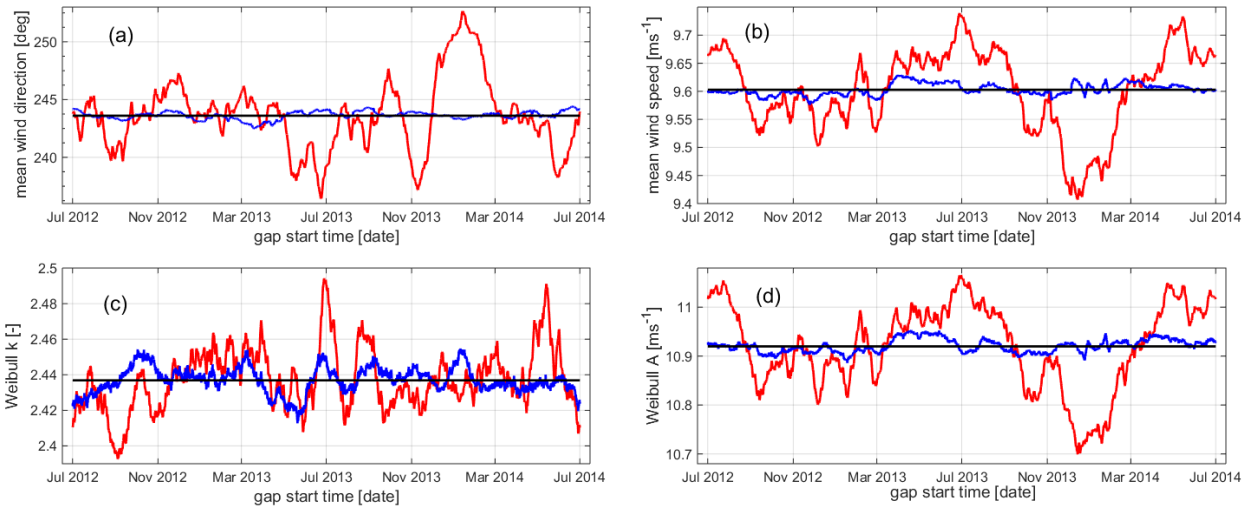 (a)
mean wind direction [deg]
250
245
240
Jul 2012 Nov 2012 Mar 2013 Jul 2013 Nov 2013 Mar 2014 Jul 2014
gap start time [date]
(b)
mean wind speed [ms-1]
9.7
9.65
9.6
9.55
9.5
9.45
9.4
Jul 2012 Nov 2012 Mar 2013 Jul 2013 Nov 2013 Mar 2014 Jul 2014
gap start time [date]
(c)
Weibull k [-]
2.5
2.48
2.46
2.44
2.42
2.4
Jul 2012 Nov 2012 Mar 2013 Jul 2013 Nov 2013 Mar 2014 Jul 2014
gap start time [date]
(d)
Weibull A [ms-1]
11
10.9
10.8
10.7
Jul 2012 Nov 2012 Mar 2013 Jul 2013 Nov 2013 Mar 2014 Jul 2014
gap start time [date]